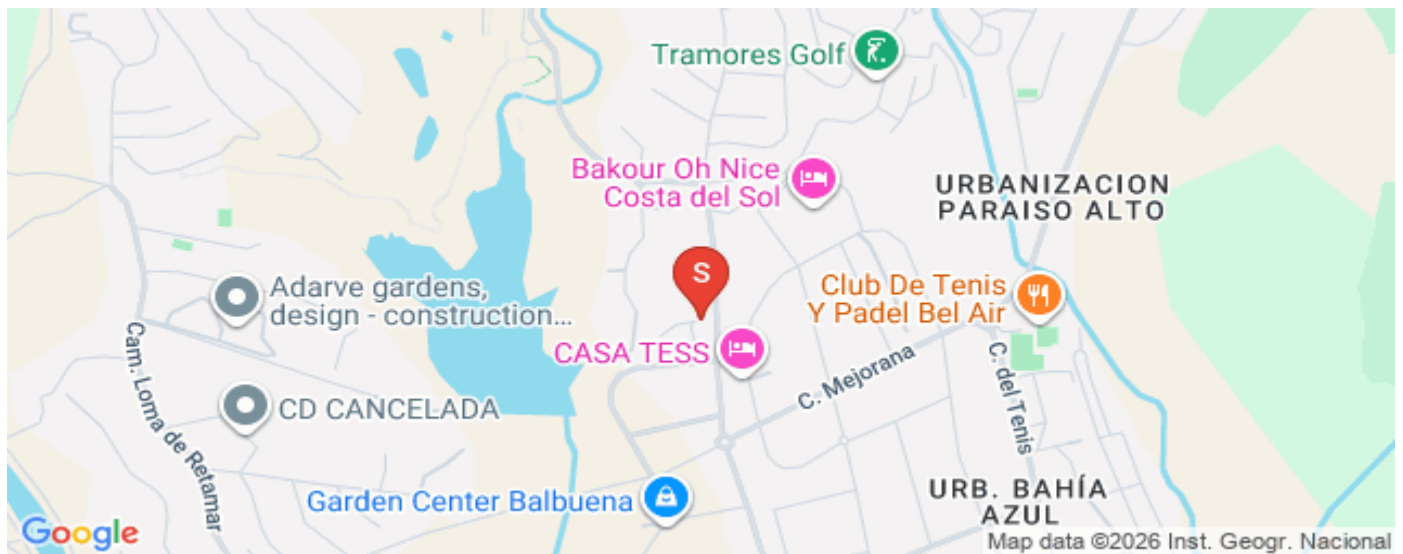 Tramores Golf
Bakour Oh Nice
Costa del Sol
URBANIZACION
PARAISO ALTO
S
Adarve gardens,
design - construction...
Club De Tenis
Y Padel Bel Air
CASA TESS
C. Mejorana
C. del Tenis
Cam. Loma de Retamar
CD CANCELADA
Garden Center Balbuena
URB. BAHÍA
AZUL
Google
Map data ©2026 Inst. Geogr. Nacional